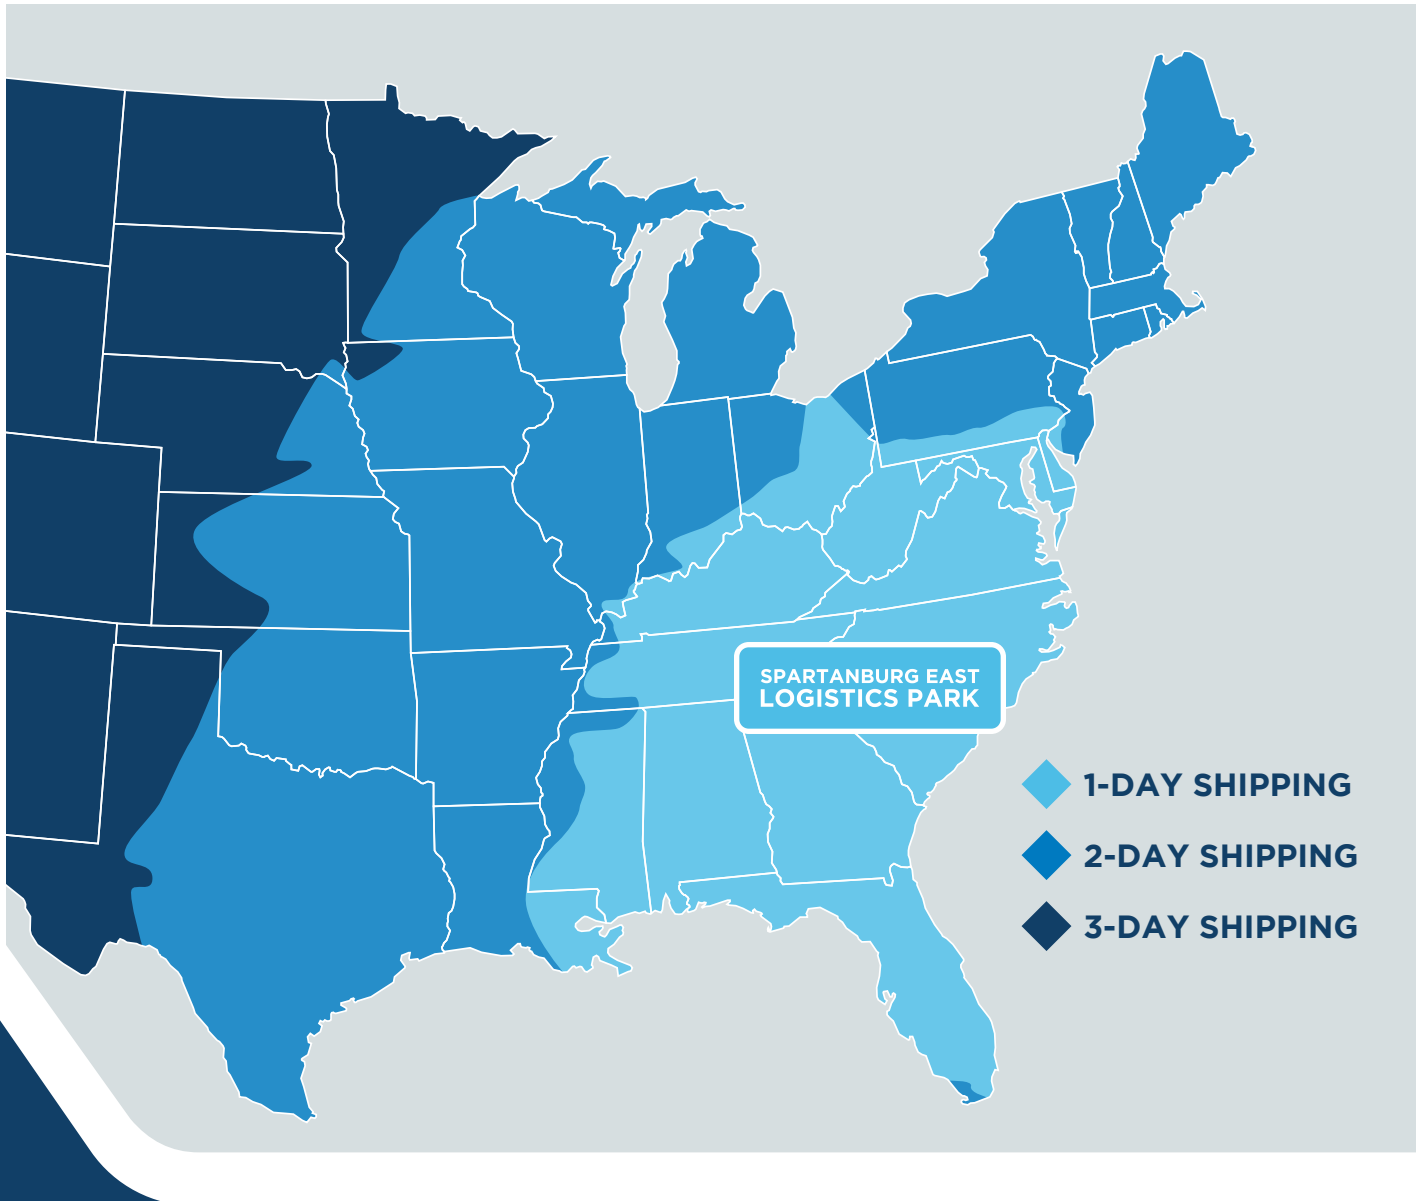 SPARTANBURG EAST
LOGISTICS PARK
1-DAY SHIPPING
2-DAY SHIPPING
3-DAY SHIPPING